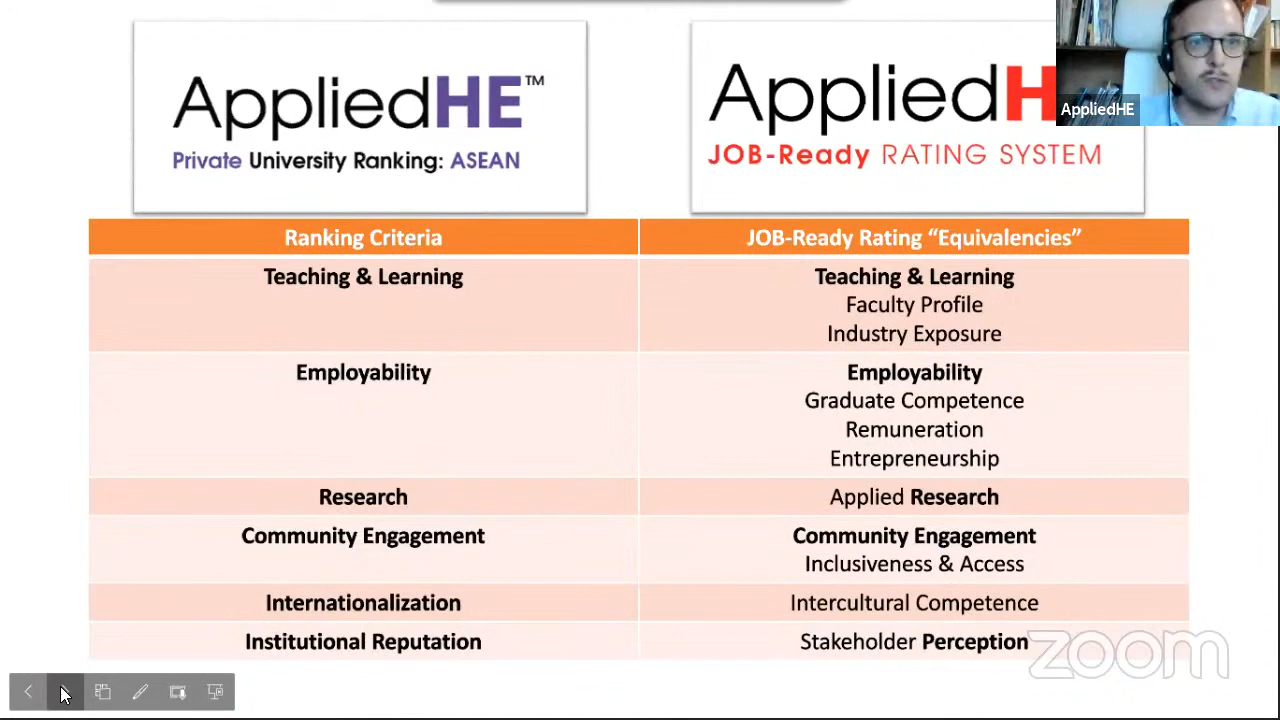 AppliedHE™
Private University Ranking: ASEAN
AppliedH
JOB-Ready RATING SYSTEM
AppliedHE
Ranking Criteria
JOB-Ready Rating “Equivalencies”
Teaching & Learning
Teaching & Learning
Faculty Profile
Industry Exposure
Employability
Employability
Graduate Competence
Remuneration
Entrepreneurship
Research
Applied Research
Community Engagement
Community Engagement
Inclusiveness & Access
Internationalization
Intercultural Competence
Institutional Reputation
Stakeholder Perception
zoom